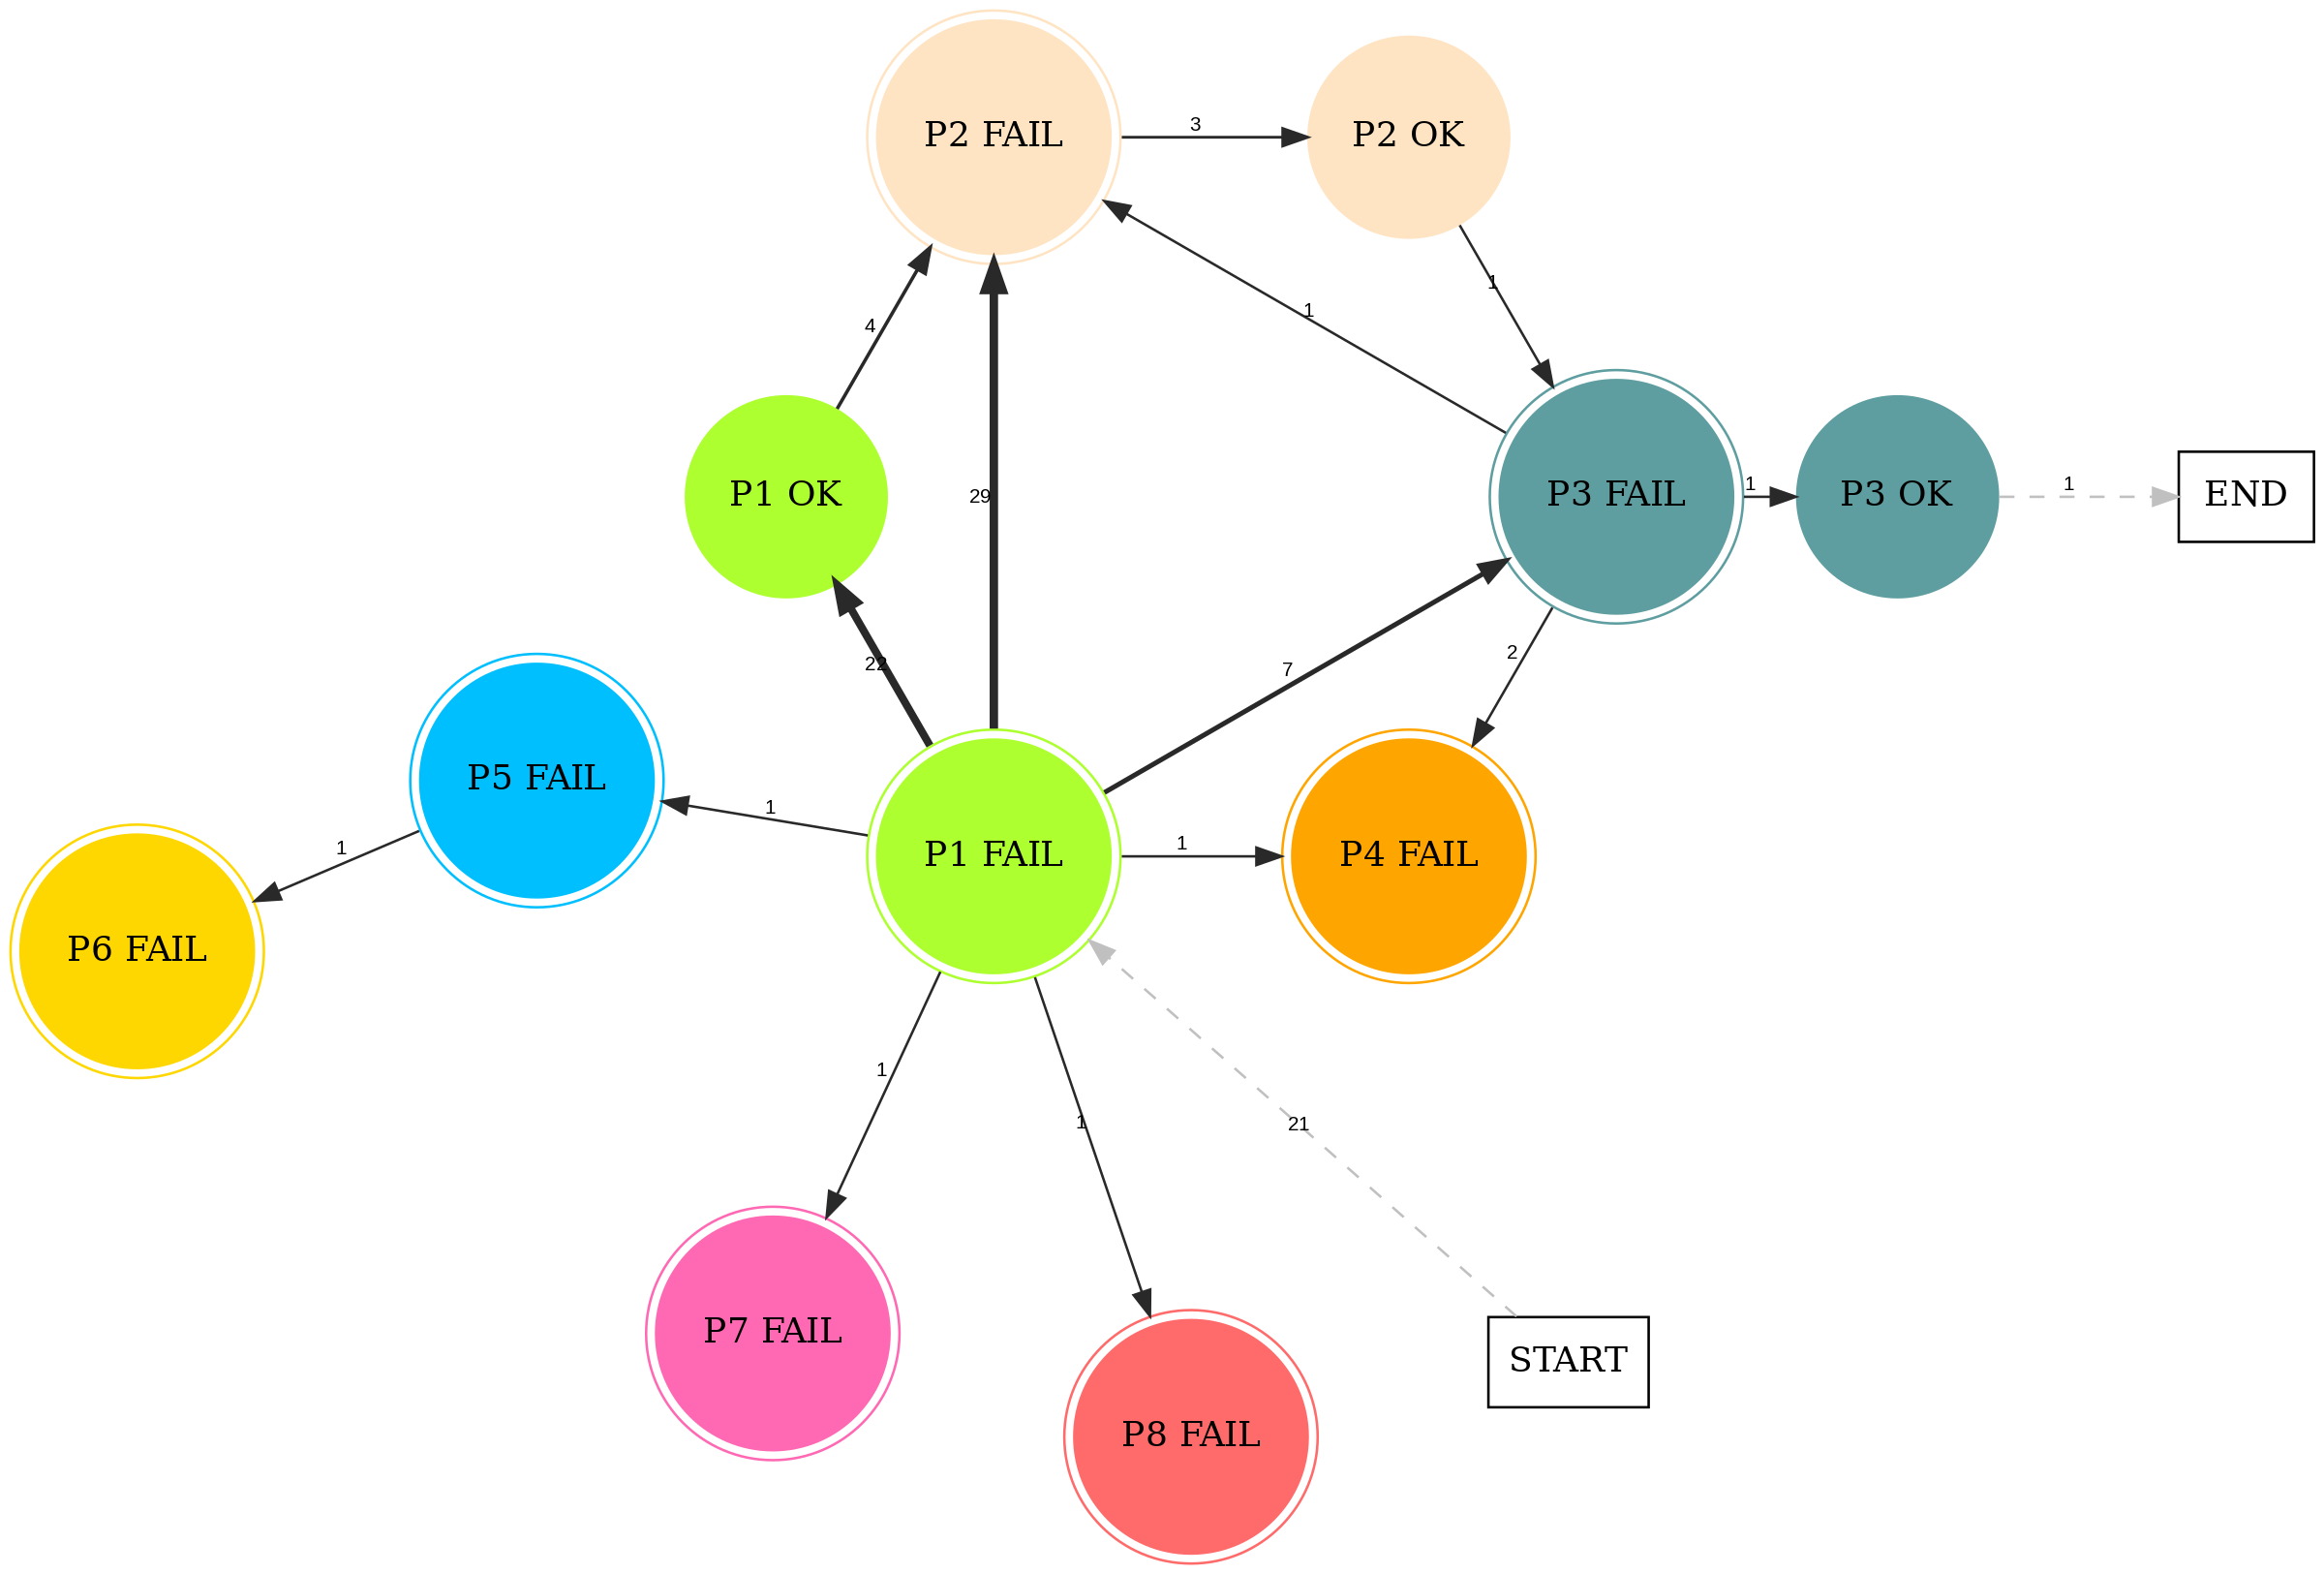 P2 FAIL
3
P2 OK
1
1
4
P1 OK
29
P3 FAIL
1
P3 OK
1
END
22
7
2
P5 FAIL
1
1
P1 FAIL
1
P4 FAIL
P6 FAIL
1
1
21
P7 FAIL
P8 FAIL
START